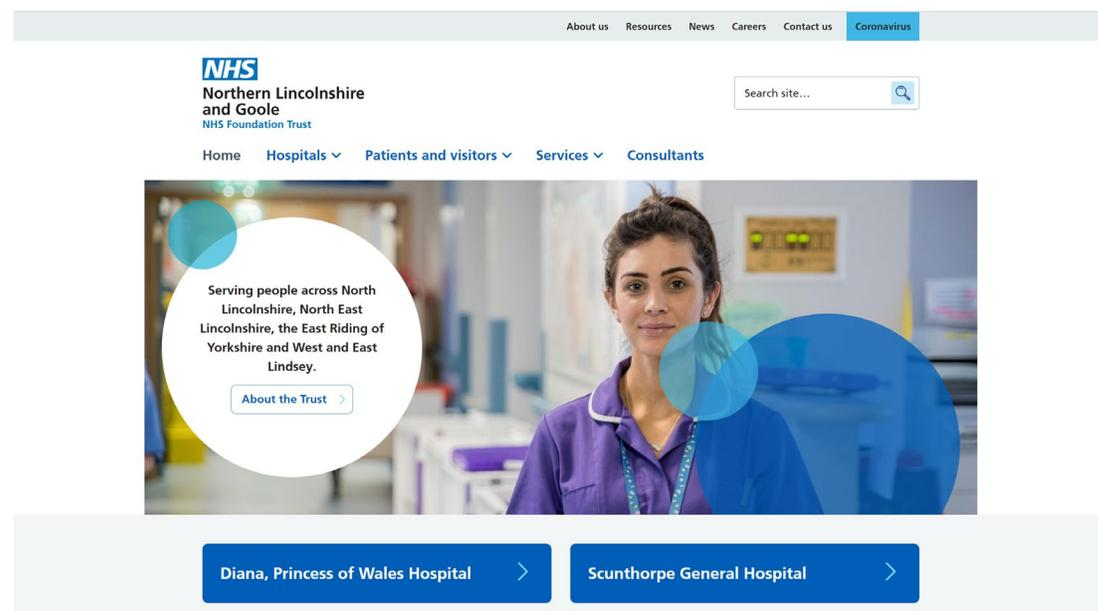 About us Resources News Careers Contact us Coronavirus
NHS
Northern Lincolnshire
and Goole
NHS Foundation Trust
Search site...
Home Hospitals Patients and visitors Services Consultants
Serving people across North
Lincolnshire, North East
Lincolnshire, the East Riding of
Yorkshire and West and East
Lindsey.
About the Trust
Diana, Princess of Wales Hospital
Scunthorpe General Hospital